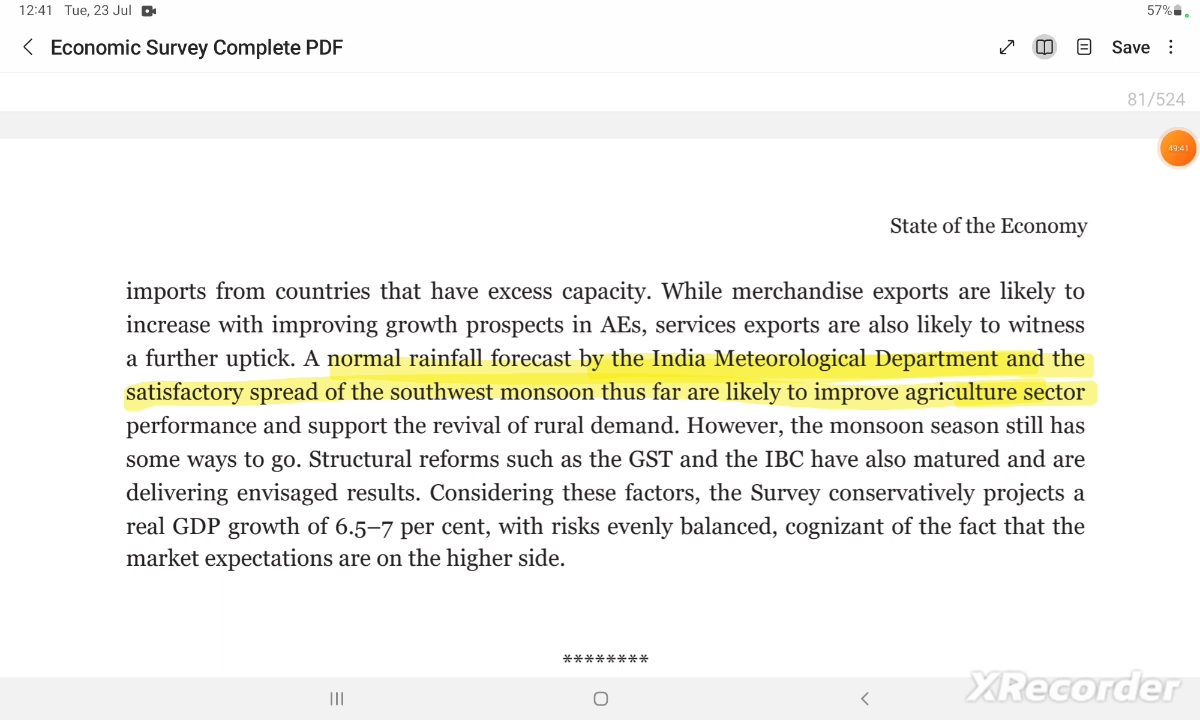 12:41 Tue, 23 Jul
57%
Economic Survey Complete PDF
Save
81/524
49:41
State of the Economy
imports from countries that have excess capacity. While merchandise exports are likely to
increase with improving growth prospects in AEs, services exports are also likely to witness
a further uptick. A normal rainfall forecast by the India Meteorological Department and the
satisfactory spread of the southwest monsoon thus far are likely to improve agriculture sector
performance and support the revival of rural demand. However, the monsoon season still has
some ways to go. Structural reforms such as the GST and the IBC have also matured and are
delivering envisaged results. Considering these factors, the Survey conservatively projects a
real GDP growth of 6.5–7 per cent, with risks evenly balanced, cognizant of the fact that the
market expectations are on the higher side.
********
XRecorder